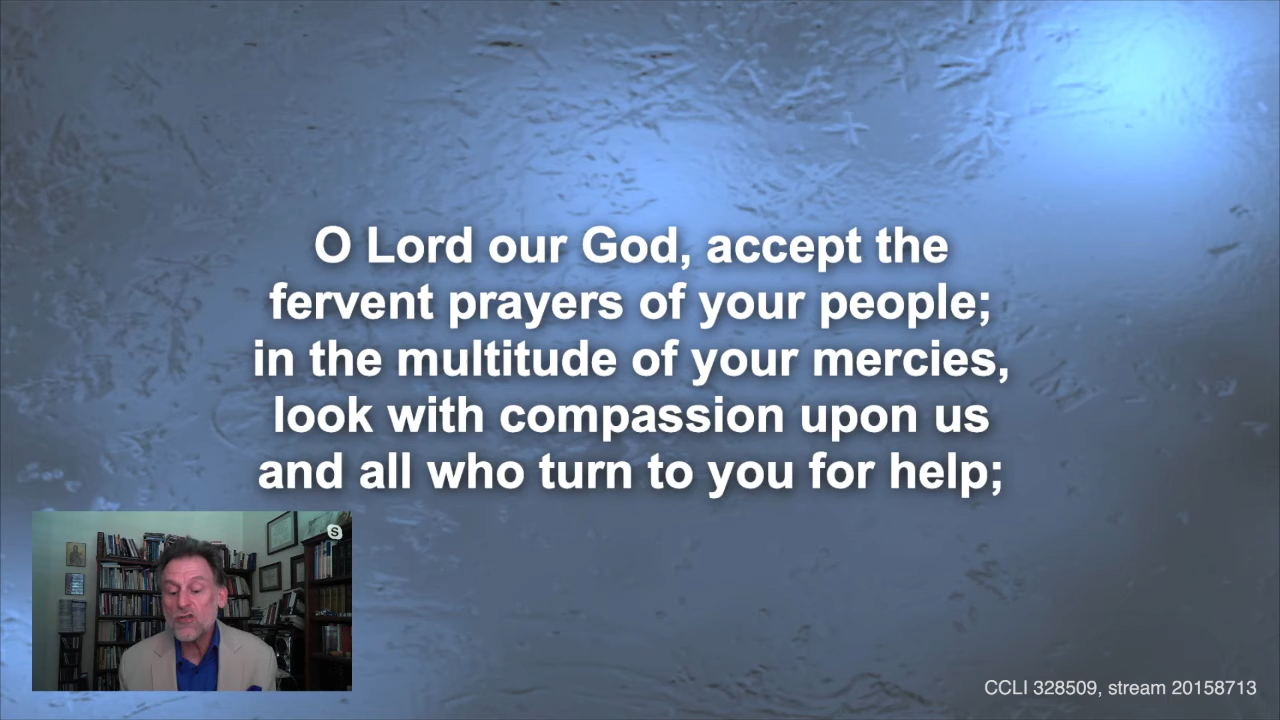 O Lord our God, accept the
fervent prayers of your people;
in the multitude of your mercies,
look with compassion upon us
and all who turn to you for help;
S
CCLI 328509, stream 20158713